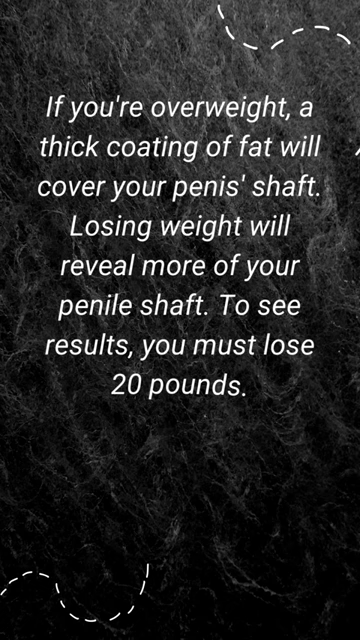 If you're overweight, a
thick coating of fat will
cover your penis' shaft.
Losing weight will
reveal more of your
penile shaft. To see
results, you must lose
20 pounds.